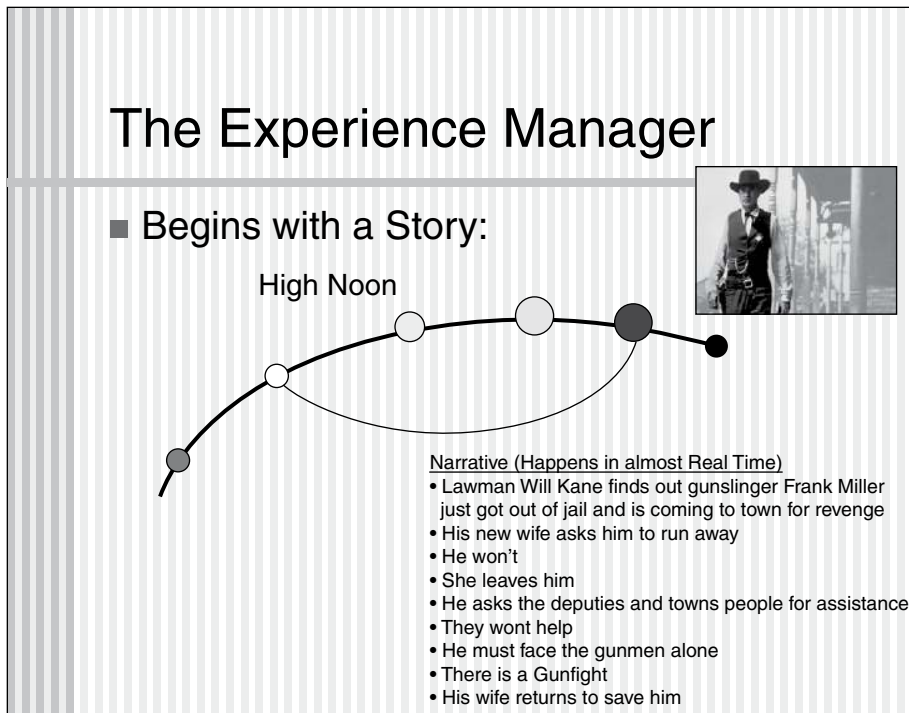 The Experience Manager
■ Begins with a Story:
High Noon
Narrative (Happens in almost Real Time)
• Lawman Will Kane finds out gunslinger Frank Miller
just got out of jail and is coming to town for revenge
• His new wife asks him to run away
• He won't
• She leaves him
• He asks the deputies and towns people for assistance
• They wont help
• He must face the gunmen alone
• There is a Gunfight
• His wife returns to save him